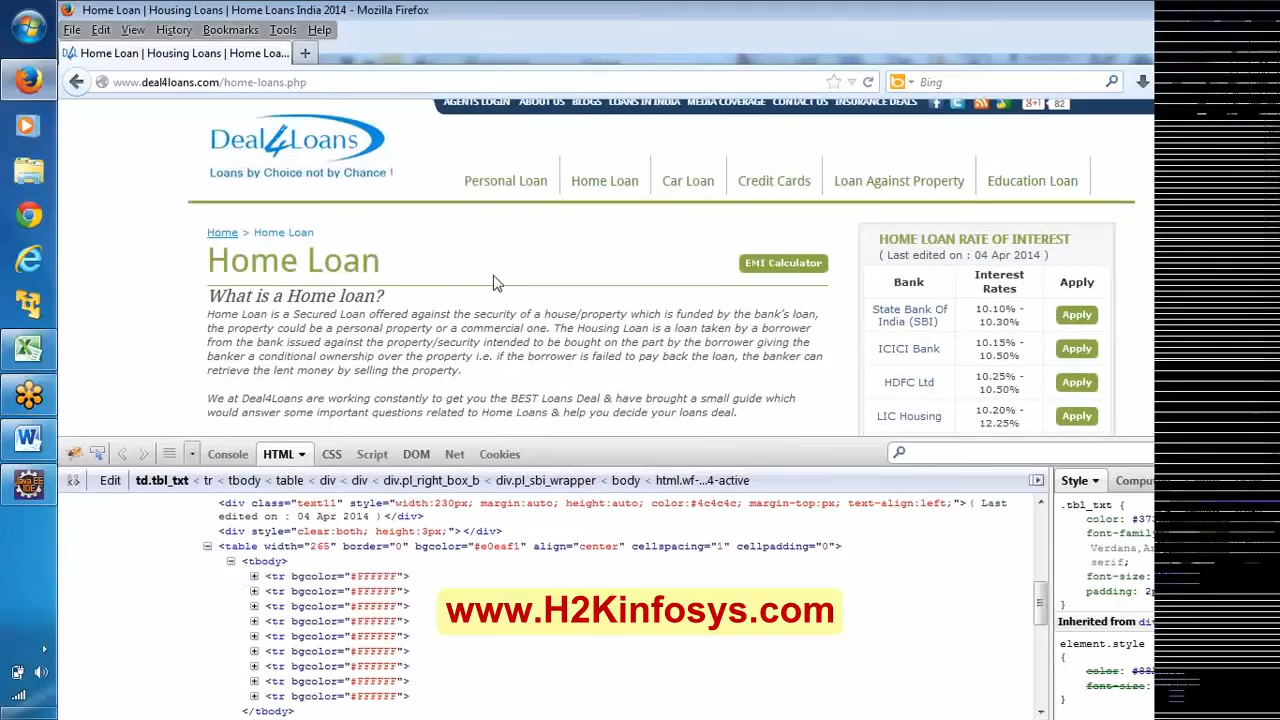 Home Loan | Housing Loans | Home Loans India 2014 - Mozilla Firefox
File Edit View History Bookmarks Tools Help
Home Loan | Housing Loans | Home Loa... +
www.deal4loans.com/home-loans.php
Bing
LOANS IN INDIA MEDIA COVERAGE CONTACT US INSURANCE DEALS
82
Deal4Loans
Loans by Choice not by Chance !
Personal Loan Home Loan Car Loan Credit Cards Loan Against Property Education Loan
Home > Home Loan
Home Loan
EMI Calculator
What is a Home loan?
Home Loan is a Secured Loan offered against the security of a house/property which is funded by the bank's loan,
the property could be a personal property or a commercial one. The Housing Loan is a loan taken by a borrower
from the bank issued against the property/security intended to be bought on the part by the borrower giving the
banker a conditional ownership over the property i.e. if the borrower is failed to pay back the loan, the banker can
retrieve the lent money by selling the property.
We at Deal4Loans are working constantly to get you the BEST Loans Deal & have brought a small guide which
would answer some important questions related to Home Loans & help you decide your loans deal.
HOME LOAN RATE OF INTEREST
( Last edited on : 04 Apr 2014 )
Bank Interest Rates Apply
State Bank Of India (SBI) 10.10% - 10.30% Apply
ICICI Bank 10.15% - 10.50% Apply
HDFC Ltd 10.25% - 10.50% Apply
LIC Housing 10.20% - 12.25% Apply
Console HTML CSS Script DOM Net Cookies
Edit td.tbl_txt < tr < tbody < table < div < div < div.pl_right_box_b < div.pl_sbi_wrapper < body < html.wf-...4-active
Style Compu
margin:auto; height:auto; margin-top:px; text-align:left;">( Last
edited on : 04 Apr 2014 )</div>
<div style="clear:both; height:3px;
<table width="265" border="0" align="center" cellspacing="1" cellpadding="0">
<tbody>
<tr bgcolor="#FFFFFF">
<tr bgcolor="#FFFFFF">
<tr bgcolor="#FFFFFF">
<tr bgcolor="#FFFFFF">
<tr bgcolor="#FFFFFF">
<tr bgcolor="#FFFFFF">
<tr bgcolor="#FFFFFF">
<tr bgcolor="#FFFFFF">
<tr bgcolor="#FFFFFF">
</tbody>
.tbl_txt {
color:
font-family
serif;
font-size:
padding:
}
Inherited from
element.style
{
color:
font-size:
www.H2Kinfosys.com